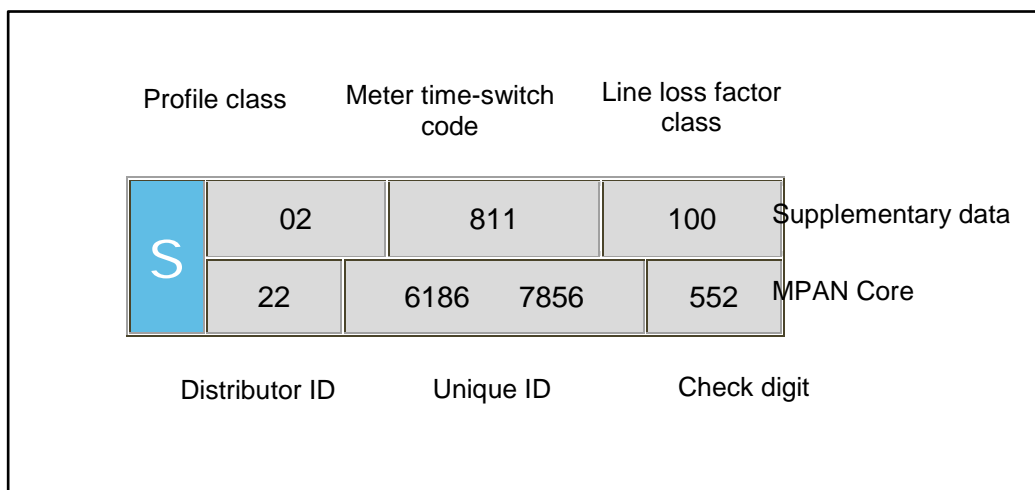 Profile class
Meter time-switch
code
Line loss factor
class
S
02
811
100
Supplementary data
22
6186 7856
552
MPAN Core
Distributor ID
Unique ID
Check digit